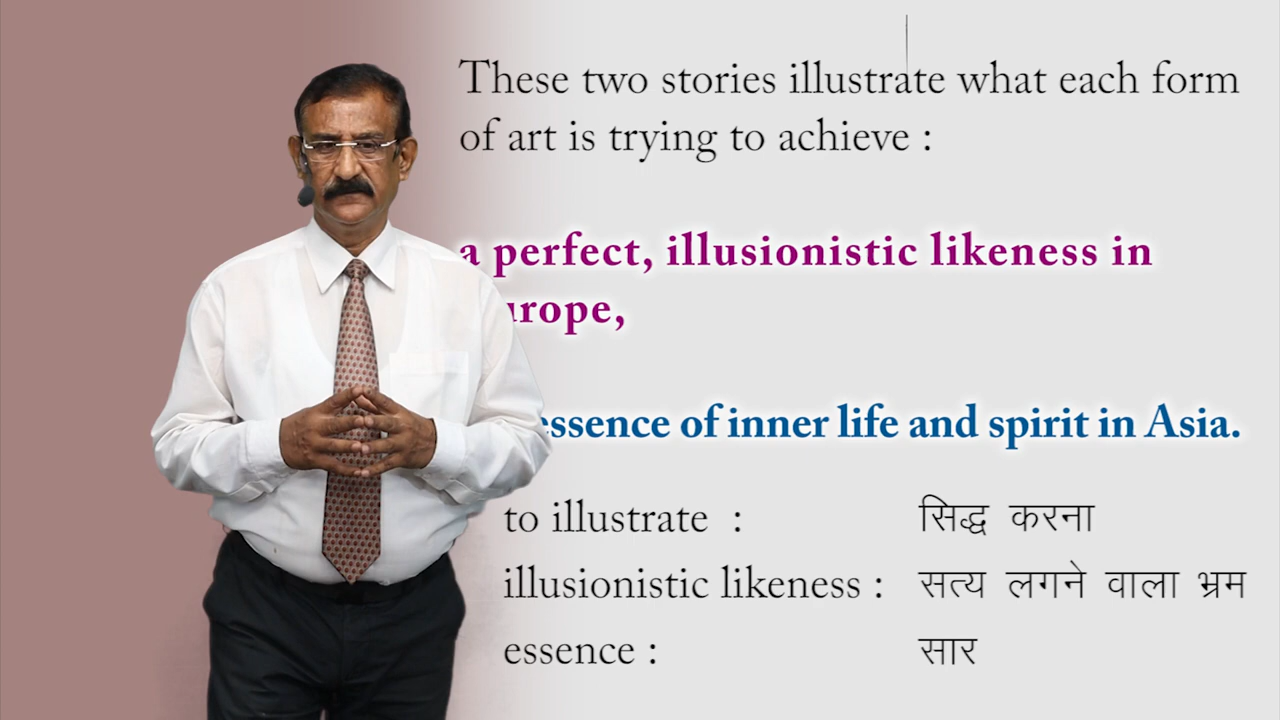 These two stories illustrate what each form
of art is trying to achieve :
a perfect, illusionistic likeness in
essence of inner life and spirit in Asia.
to illustrate : सिद्ध करना
illusionistic likeness : सत्य लगने वाला भ्रम
essence : सार